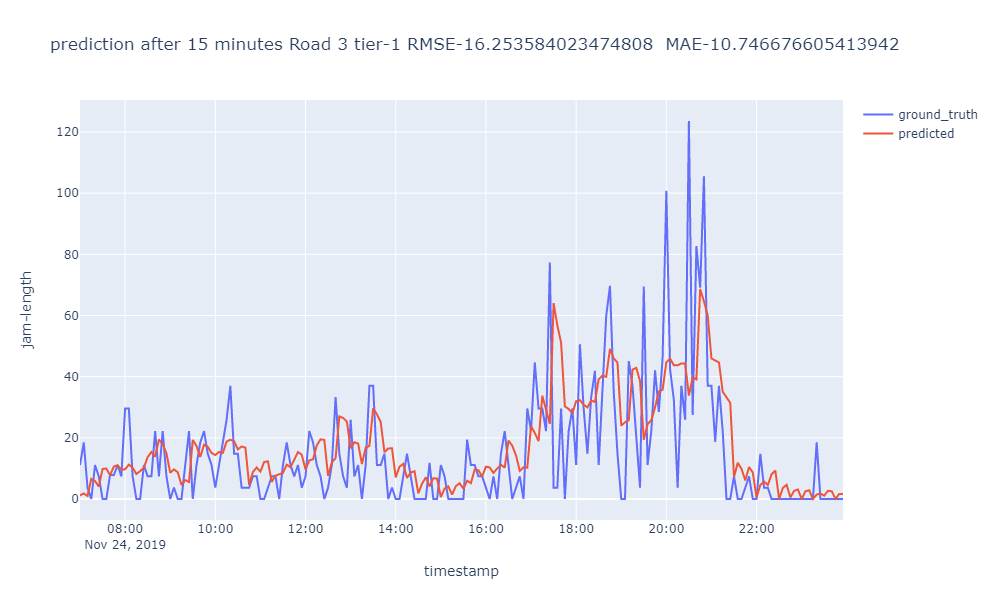 prediction after 15 minutes Road 3 tier-1 RMSE-16.253584023474808  MAE-10.746676605413942
ground_truth
predicted
120
100
80
60
40
20
0
jam-length
08:00 10:00 12:00 14:00 16:00 18:00 20:00 22:00
Nov 24, 2019
timestamp